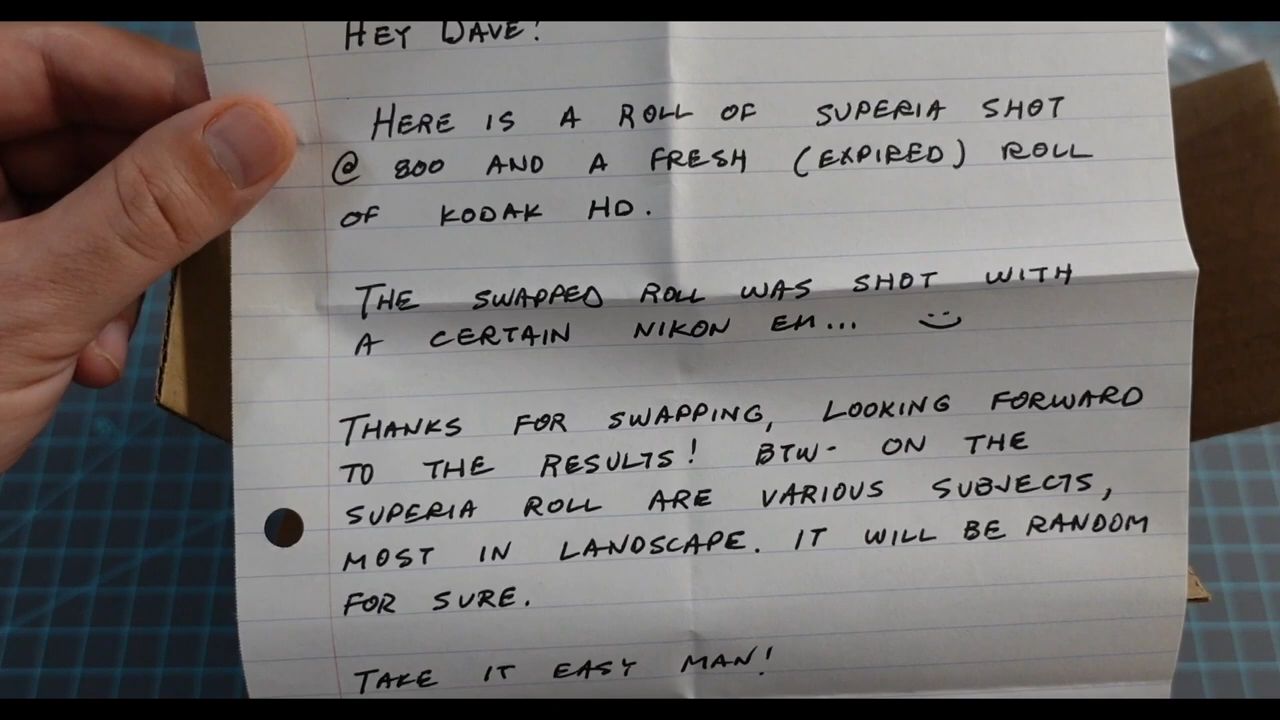 HEY DAVE!
HERE IS A ROLL OF SUPERIA SHOT
@ 800 AND A FRESH (EXPIRED) ROLL
OF KODAK HD.
THE SWAPPED ROLL WAS SHOT WITH
A CERTAIN NIKON EM... :)
THANKS FOR SWAPPING, LOOKING FORWARD
TO THE RESULTS! BTW- ON THE
SUPERIA ROLL ARE VARIOUS SUBJECTS,
MOST IN LANDSCAPE. IT WILL BE RANDOM
FOR SURE.
TAKE IT EASY MAN!